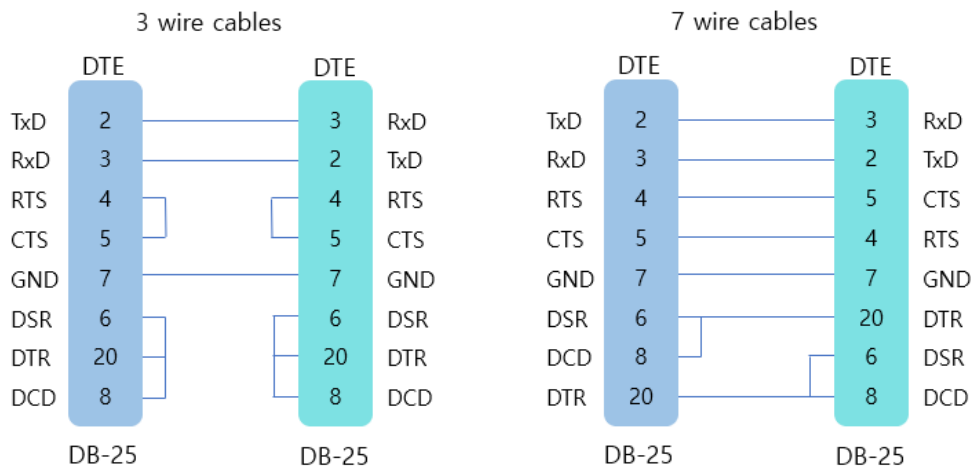 3 wire cables
DTE DTE
TxD 2 3 RxD
RxD 3 2 TxD
RTS 4 4 RTS
CTS 5 5 CTS
GND 7 7 GND
DSR 6 6 DSR
DTR 20 20 DTR
DCD 8 8 DCD
DB-25 DB-25
7 wire cables
DTE DTE
TxD 2 3 RxD
RxD 3 2 TxD
RTS 4 5 CTS
CTS 5 4 RTS
GND 7 7 GND
DSR 6 20 DTR
DCD 8 6 DSR
DTR 20 8 DCD
DB-25 DB-25